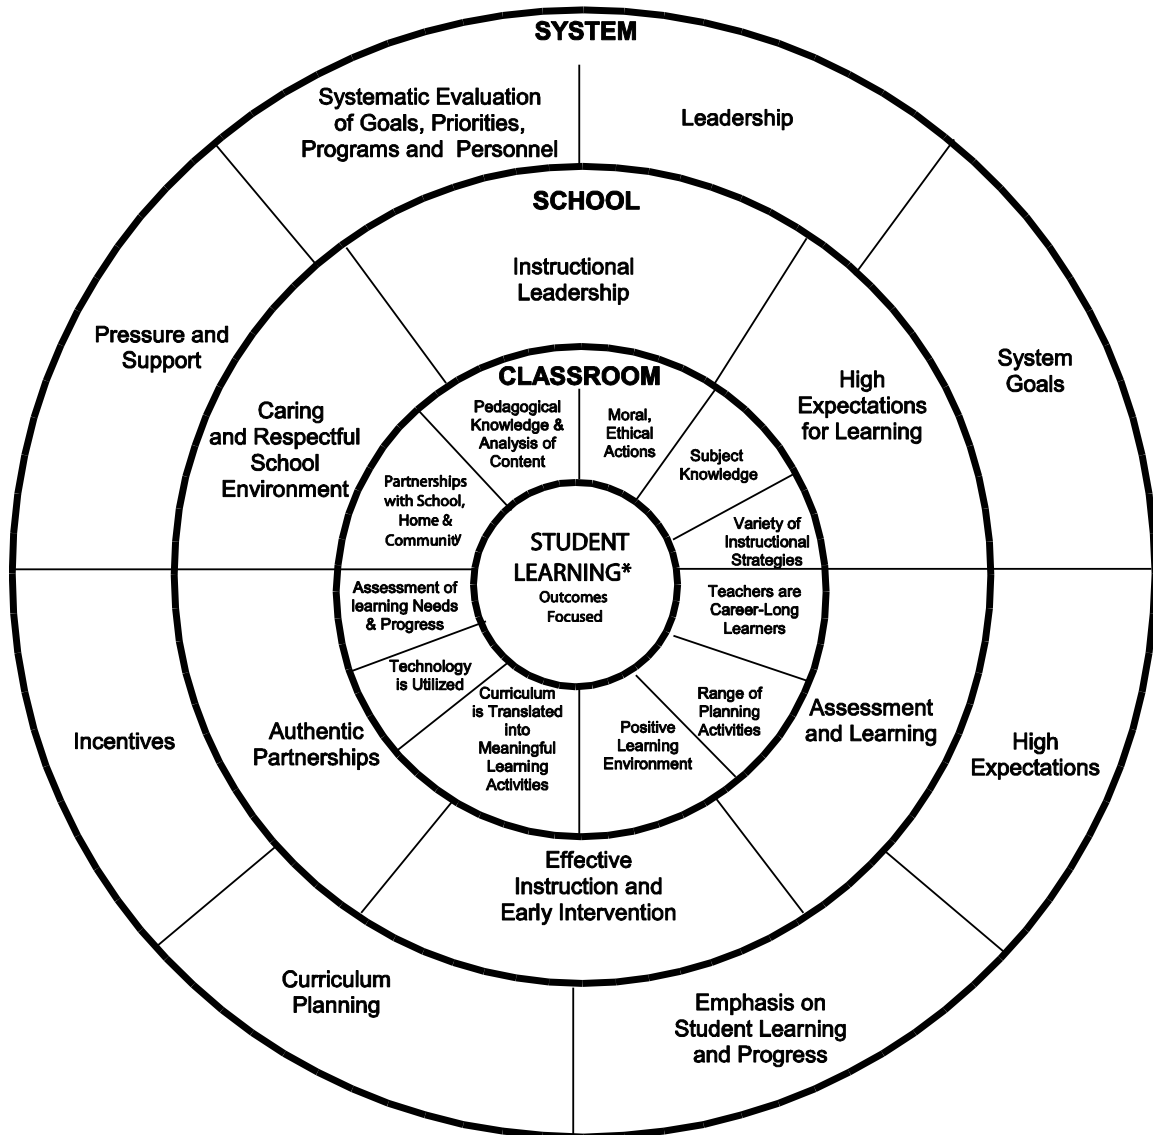 SYSTEM
Systematic Evaluation
of Goals, Priorities,
Programs and Personnel
Leadership
System
Goals
High
Expectations
Emphasis on
Student Learning
and Progress
Curriculum
Planning
Incentives
Pressure and
Support
SCHOOL
Instructional
Leadership
High
Expectations
for Learning
Assessment
and Learning
Effective
Instruction and
Early Intervention
Authentic
Partnerships
Caring
and Respectful
School
Environment
CLASSROOM
Pedagogical
Knowledge &
Analysis of
Content
Moral,
Ethical
Actions
Subject
Knowledge
Variety of
Instructional
Strategies
Teachers are
Career-Long
Learners
Range of
Planning
Activities
Positive
Learning
Environment
Curriculum
is Translated
into
Meaningful
Learning
Activities
Technology
is Utilized
Assessment of
learning Needs
& Progress
Partnerships
with School,
Home &
Community
STUDENT
LEARNING*
Outcomes
Focused